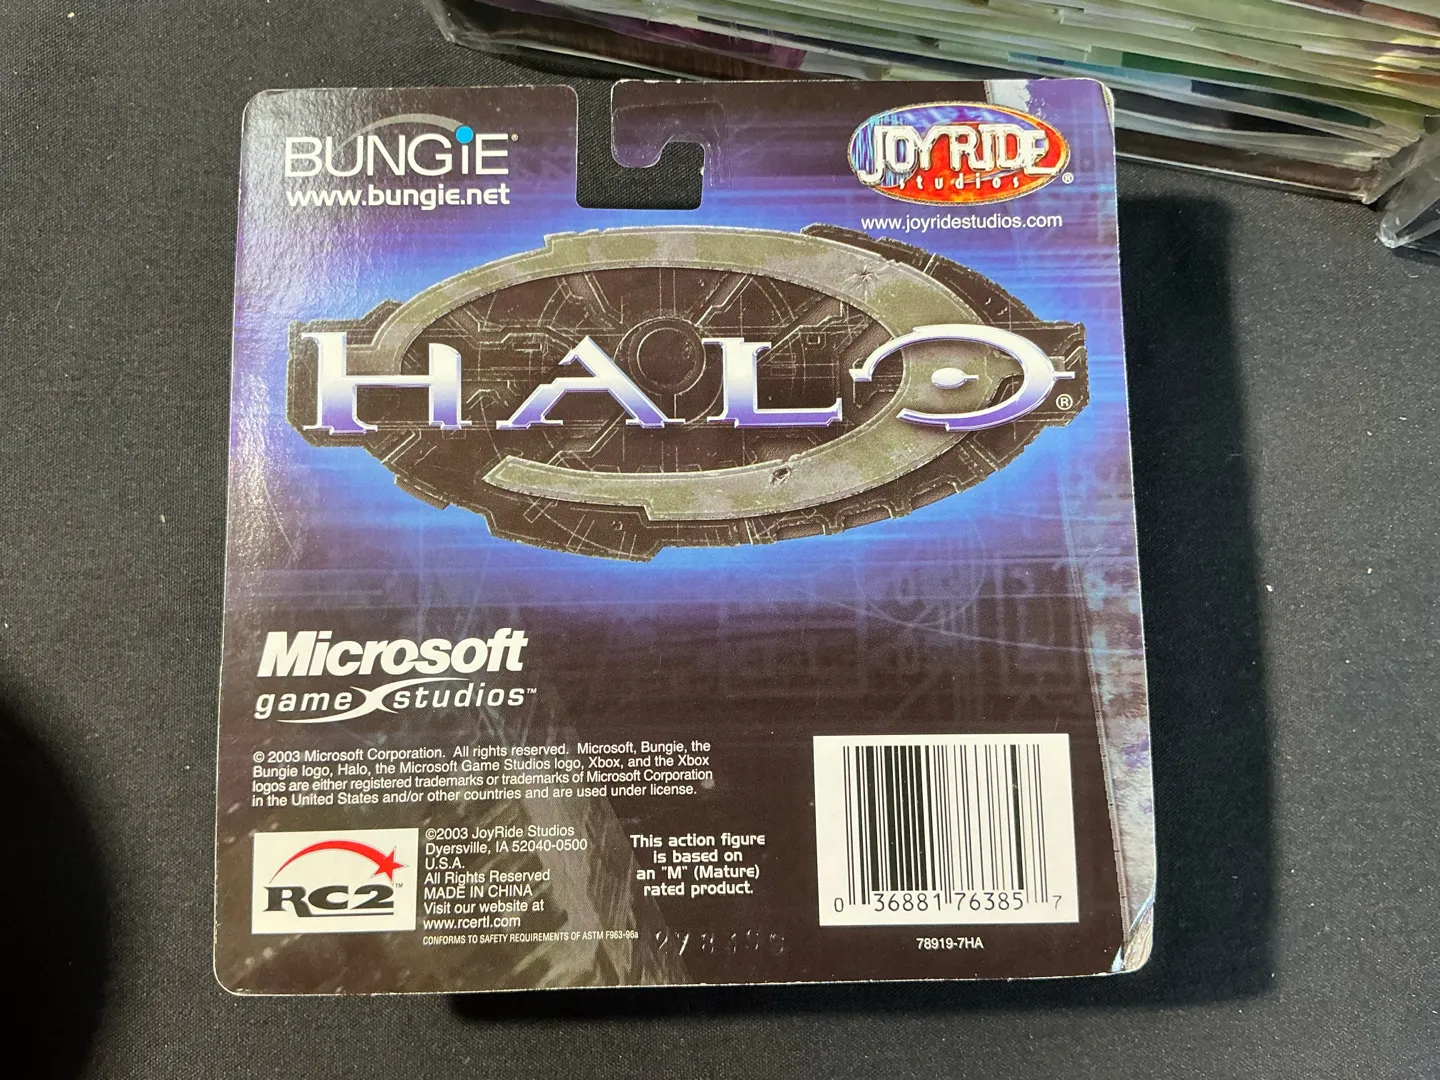 BUNGiE®
www.bungie.net
JOYRIDE
studios®
www.joyridestudios.com
HALO®
Microsoft
game studios™
© 2003 Microsoft Corporation. All rights reserved. Microsoft, Bungie, the
Bungie logo, Halo, the Microsoft Game Studios logo, Xbox, and the Xbox
logos are either registered trademarks or trademarks of Microsoft Corporation
in the United States and/or other countries and are used under license.
RC2™
©2003 JoyRide Studios
Dyersville, IA 52040-0500
U.S.A.
All Rights Reserved
MADE IN CHINA
Visit our website at
www.rcertl.com
CONFORMS TO SAFETY REQUIREMENTS OF ASTM F963-96a
This action figure
is based on
an "M" (Mature)
rated product.
0 36881 76385 7
78919-7HA